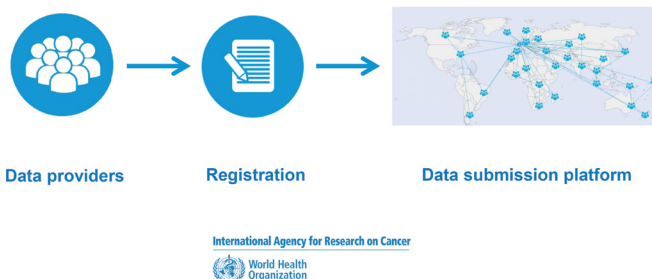 Data providers
Registration
Data submission platform
International Agency for Research on Cancer
World Health
Organization